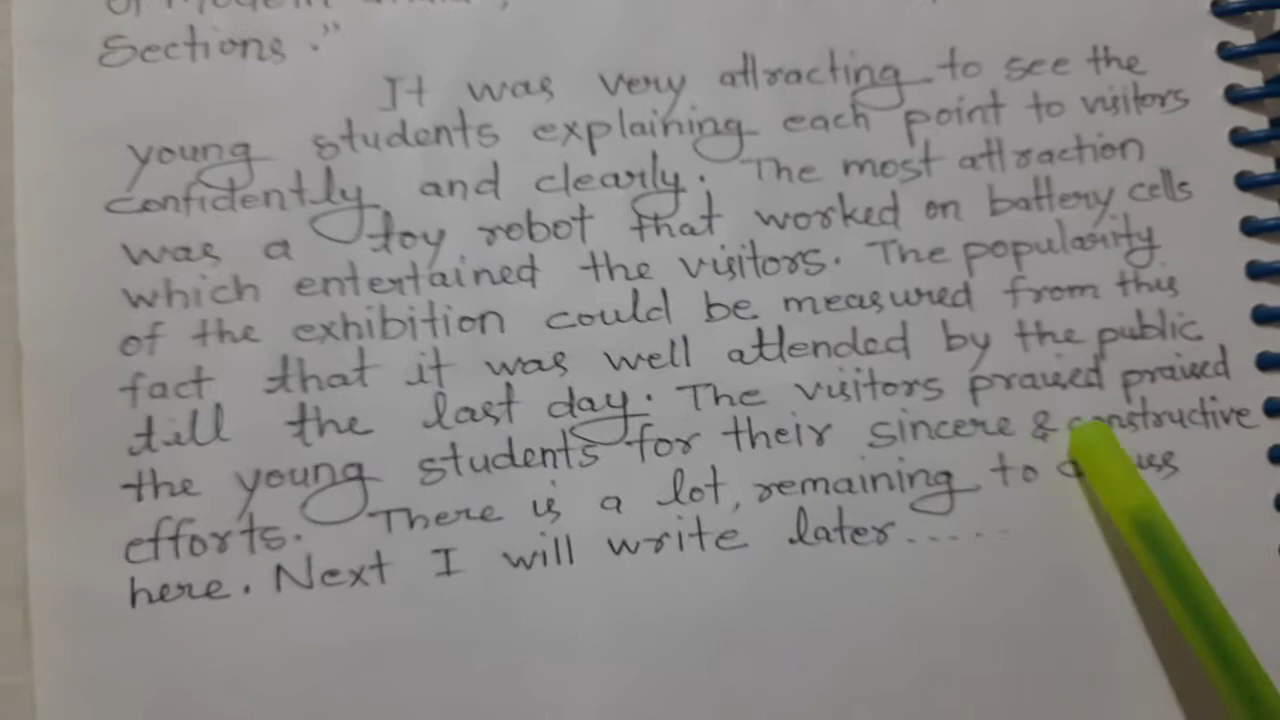 Sections."
It was very attracting to see the
young students explaining each point to visitors
confidently and clearly. The most attraction
was a toy robot that worked on battery cells
which entertained the visitors. The popularity
of the exhibition could be measured from this
fact that it was well attended by the public
till the last day. The visitors praised praised
the young students for their sincere & constructive
efforts. There is a lot, remaining to
here. Next I will write later.....